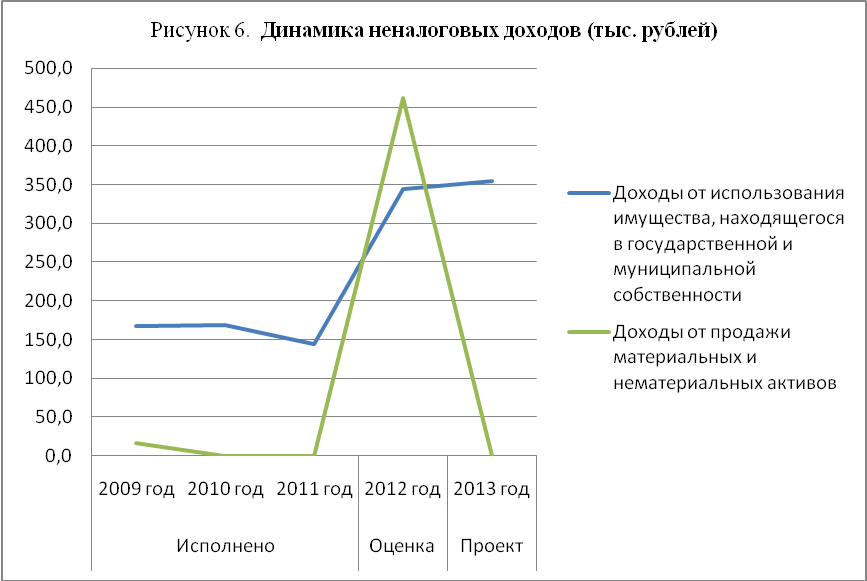 Рисунок 6. Динамика неналоговых доходов (тыс. рублей)
500,0
450,0
400,0
350,0
300,0
250,0
200,0
150,0
100,0
50,0
0,0
2009 год 2010 год 2011 год 2012 год 2013 год
Исполнено Оценка Проект
Доходы от использования
имущества, находящегося
в государственной и
муниципальной
собственности
Доходы от продажи
материальных и
нематериальных активов